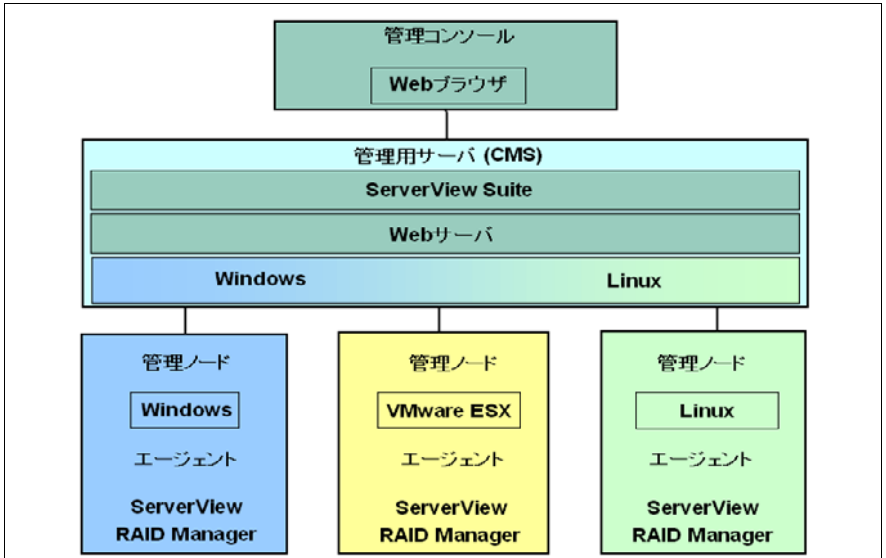 管理コンソール
Webブラウザ
管理用サーバ (CMS)
ServerView Suite
Webサーバ
Windows
Linux
管理ノード
Windows
エージェント
ServerView
RAID Manager
管理ノード
VMware ESX
エージェント
ServerView
RAID Manager
管理ノード
Linux
エージェント
ServerView
RAID Manager